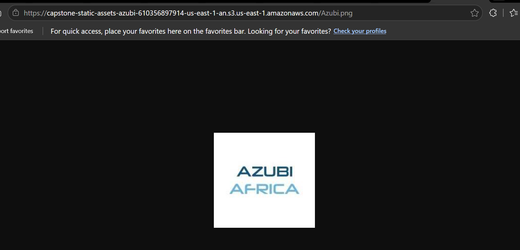 https://capstone-static-assets-azubi-610356897914-us-east-1-an.s3.us-east-1.amazonaws.com/Azubi.png
port favorites
For quick access, place your favorites here on the favorites bar. Looking for your favorites? Check your profiles
AZUBI
AFRICA